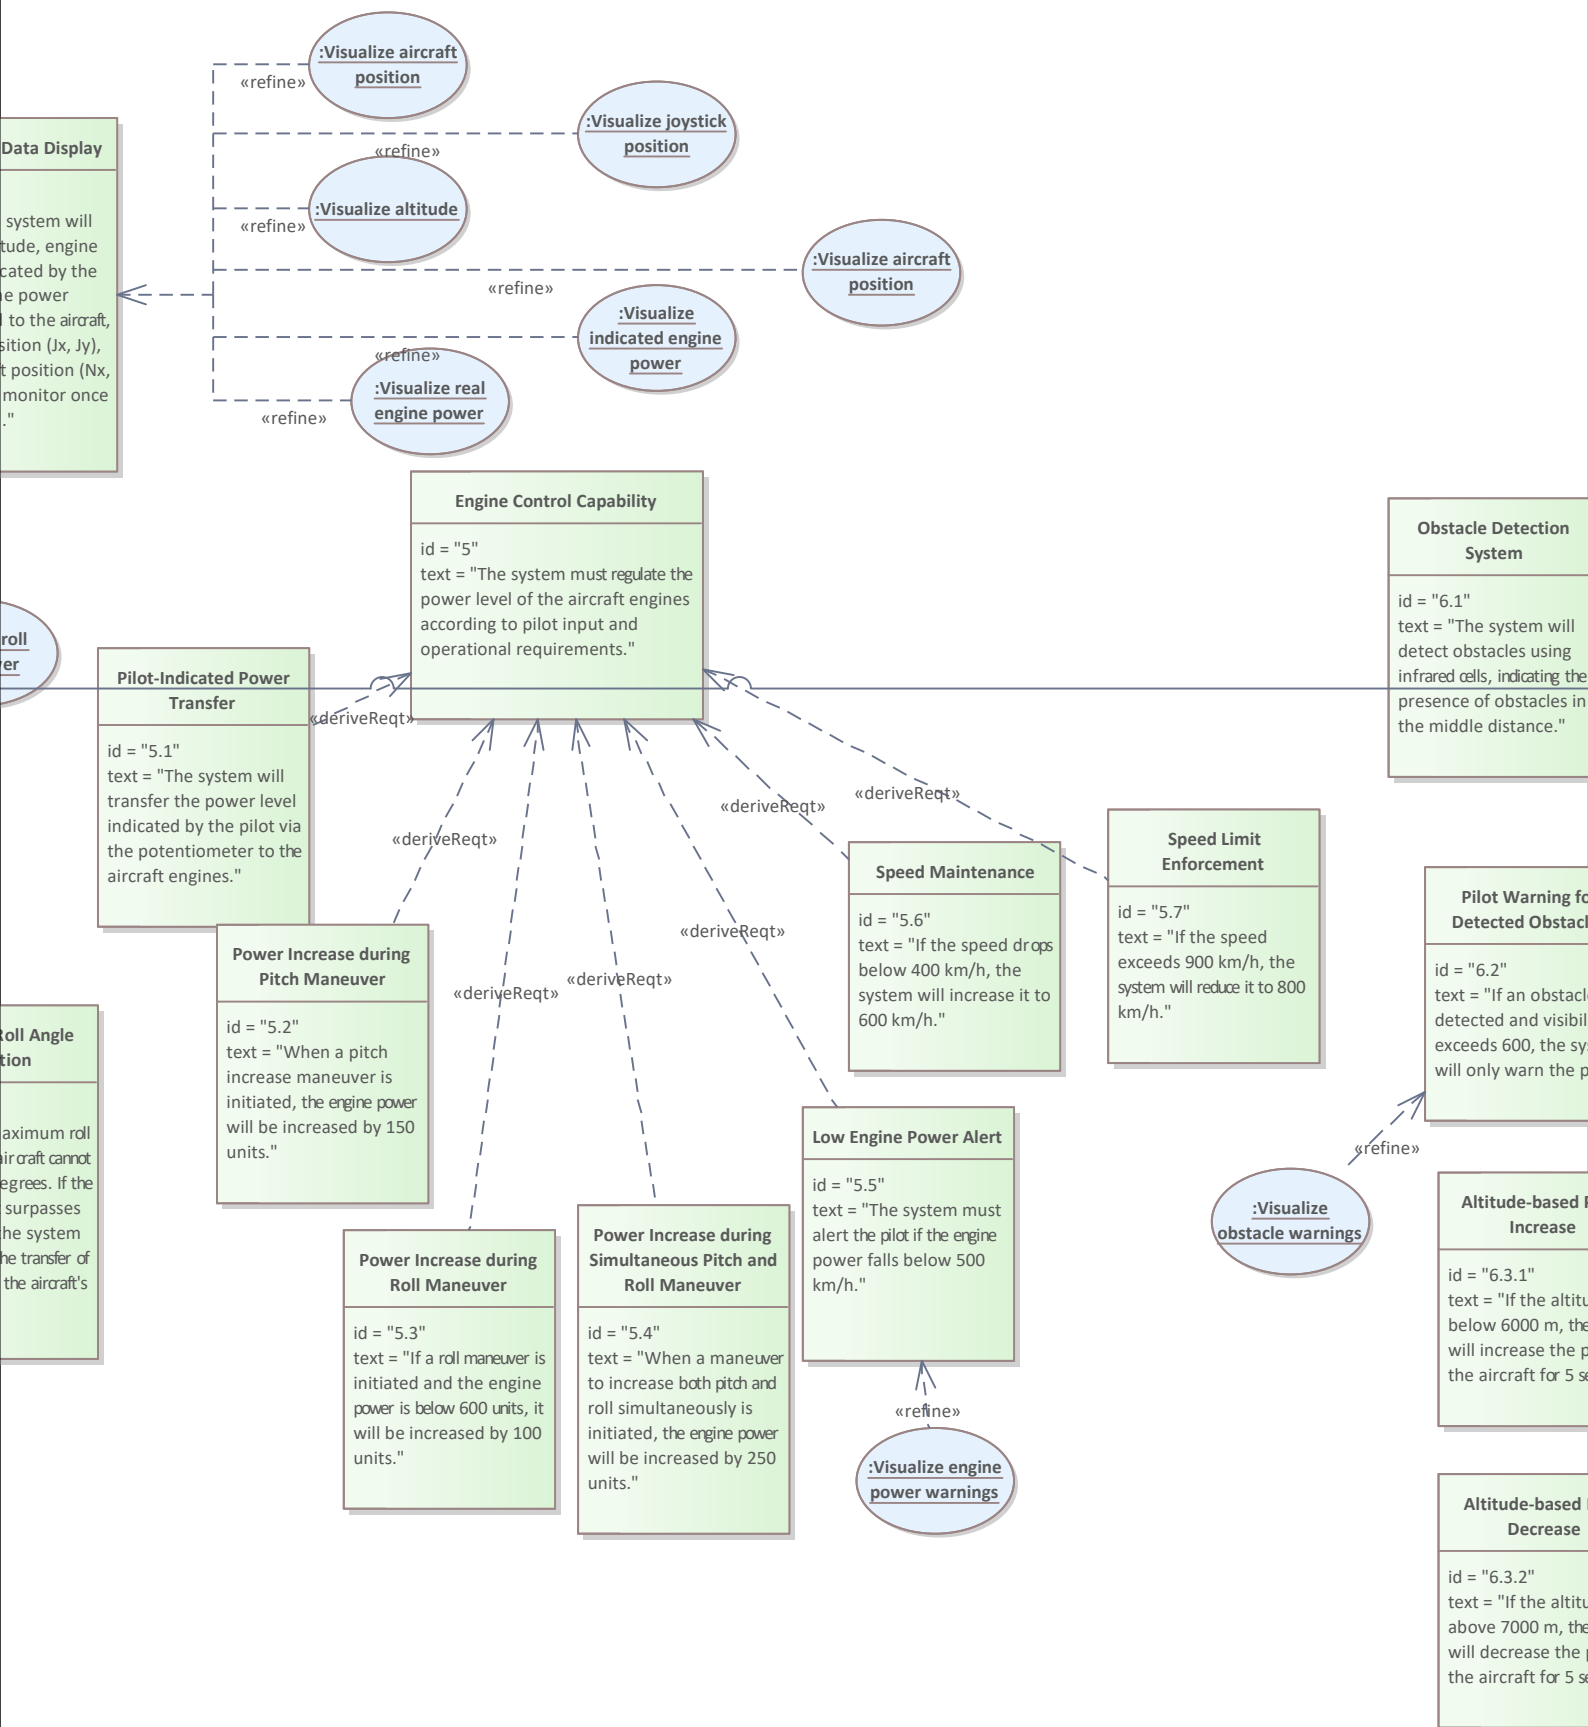 :Visualize aircraft
position
«refine»
:Visualize joystick
position
«refine»
:Visualize altitude
«refine»
:Visualize aircraft
position
«refine»
:Visualize
indicated engine
power
«refine»
:Visualize real
engine power
«refine»
Data Display
system will
tude, engine
cated by the
ne power
to the aircraft,
sition (Jx, Jy),
t position (Nx,
monitor once
."
Engine Control Capability
id = "5"
text = "The system must regulate the
power level of the aircraft engines
according to pilot input and
operational requirements."
Obstacle Detection
System
id = "6.1"
text = "The system will
detect obstacles using
infrared cells, indicating the
presence of obstacles in
the middle distance."
roll
er
Pilot-Indicated Power
Transfer
id = "5.1"
text = "The system will
transfer the power level
indicated by the pilot via
the potentiometer to the
aircraft engines."
«deriveReqt»
«deriveReqt»
«deriveReqt»
«deriveReqt»
«deriveReqt»
«deriveReqt»
«deriveReqt»
Power Increase during
Pitch Maneuver
id = "5.2"
text = "When a pitch
increase maneuver is
initiated, the engine power
will be increased by 150
units."
Speed Maintenance
id = "5.6"
text = "If the speed drops
below 400 km/h, the
system will increase it to
600 km/h."
Speed Limit
Enforcement
id = "5.7"
text = "If the speed
exceeds 900 km/h, the
system will reduce it to 800
km/h."
Pilot Warning fo
Detected Obstacl
id = "6.2"
text = "If an obstacle
detected and visibil
exceeds 600, the sys
will only warn the p
«refine»
:Visualize
obstacle warnings
Roll Angle
tion
aximum roll
aircraft cannot
egrees. If the
surpasses
he system
he transfer of
the aircraft's
Power Increase during
Roll Maneuver
id = "5.3"
text = "If a roll maneuver is
initiated and the engine
power is below 600 units, it
will be increased by 100
units."
Power Increase during
Simultaneous Pitch and
Roll Maneuver
id = "5.4"
text = "When a maneuver
to increase both pitch and
roll simultaneously is
initiated, the engine power
will be increased by 250
units."
Low Engine Power Alert
id = "5.5"
text = "The system must
alert the pilot if the engine
power falls below 500
km/h."
«refine»
:Visualize engine
power warnings
Altitude-based P
Increase
id = "6.3.1"
text = "If the altitu
below 6000 m, the
will increase the p
the aircraft for 5 se
Altitude-based
Decrease
id = "6.3.2"
text = "If the altitu
above 7000 m, the
will decrease the p
the aircraft for 5 se